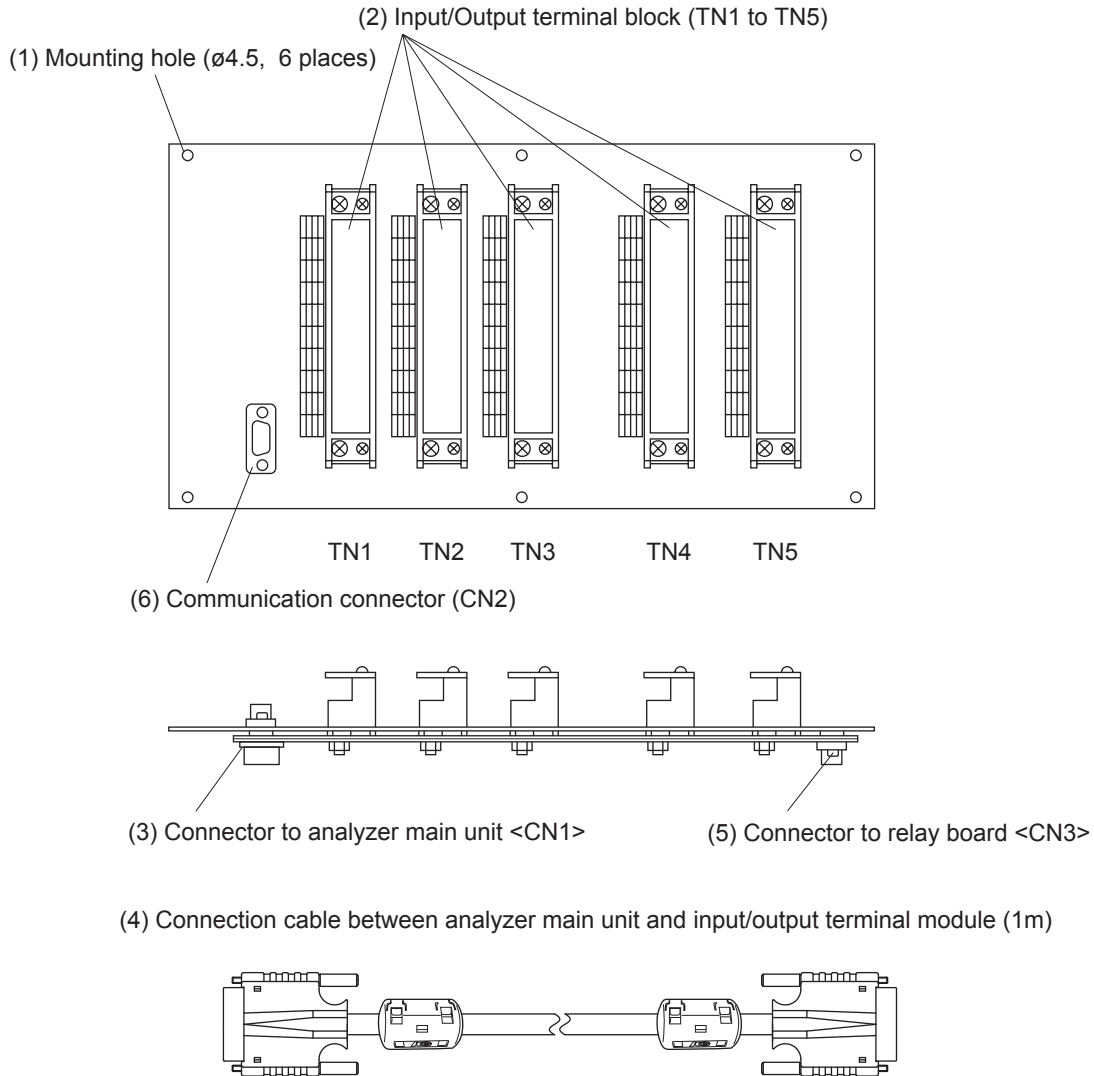 (2) Input/Output terminal block (TN1 to TN5)
(1) Mounting hole (ø4.5, 6 places)
TN1 TN2 TN3 TN4 TN5
(6) Communication connector (CN2)
(3) Connector to analyzer main unit <CN1>
(5) Connector to relay board <CN3>
(4) Connection cable between analyzer main unit and input/output terminal module (1m)